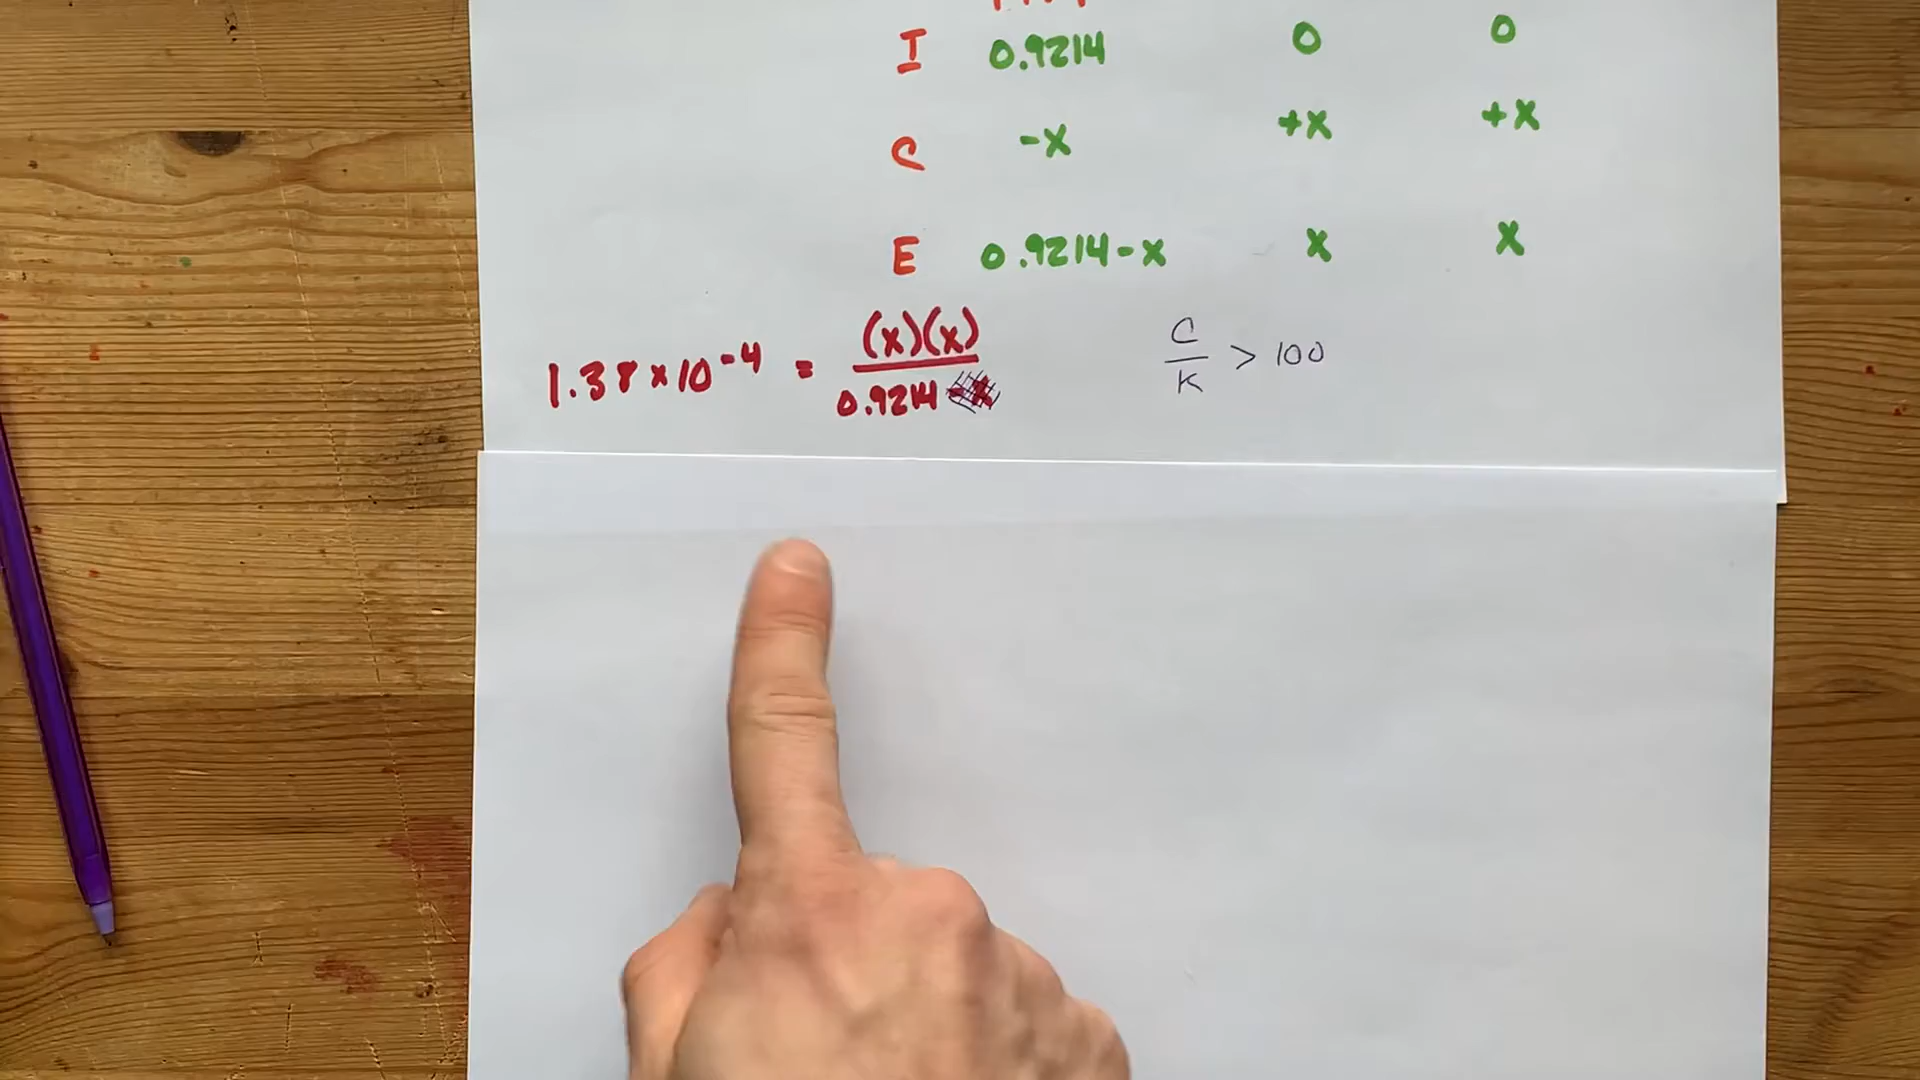 I 0.9214 0 0
C -x +x +x
E 0.9214-x x x
1.38 x 10-4 = (x)(x)
0.9214
C
K > 100